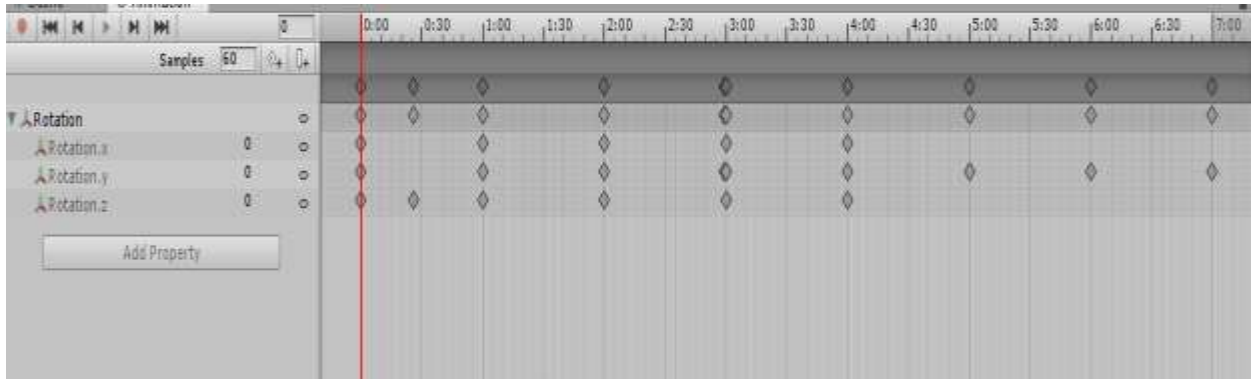 0 0:00 0:30 1:00 1:30 2:00 2:30 3:00 3:30 4:00 4:30 5:00 5:30 6:00 6:30 7:00
Samples 60
Rotation
Rotation.x 0
Rotation.y 0
Rotation.z 0
Add Property